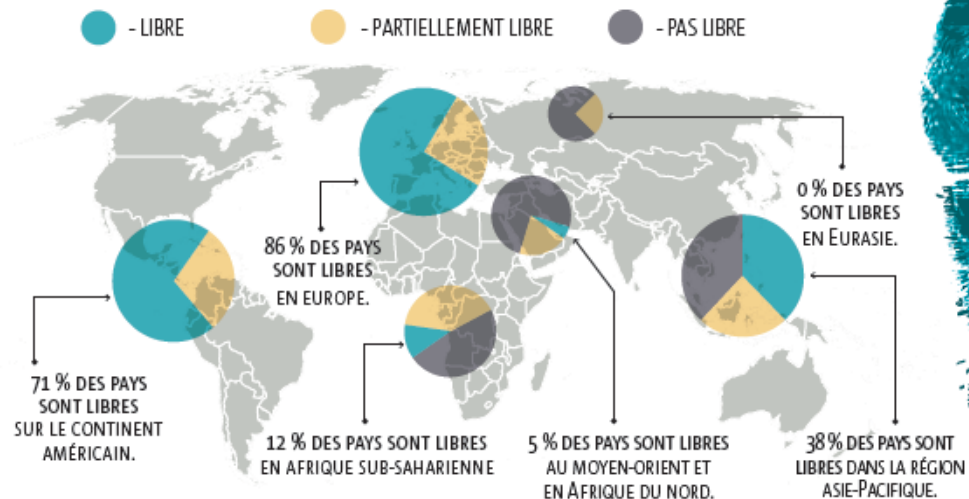 - LIBRE
- PARTIELLEMENT LIBRE
- PAS LIBRE
0 % DES PAYS
SONT LIBRES
EN EURASIE.
86 % DES PAYS
SONT LIBRES
EN EUROPE.
71 % DES PAYS
SONT LIBRES
SUR LE CONTINENT
AMÉRICAIN.
12 % DES PAYS SONT LIBRES
EN AFRIQUE SUB-SAHARIENNE
5 % DES PAYS SONT LIBRES
AU MOYEN-ORIENT ET
EN AFRIQUE DU NORD.
38 % DES PAYS SONT
LIBRES DANS LA RÉGION
ASIE-PACIFIQUE.